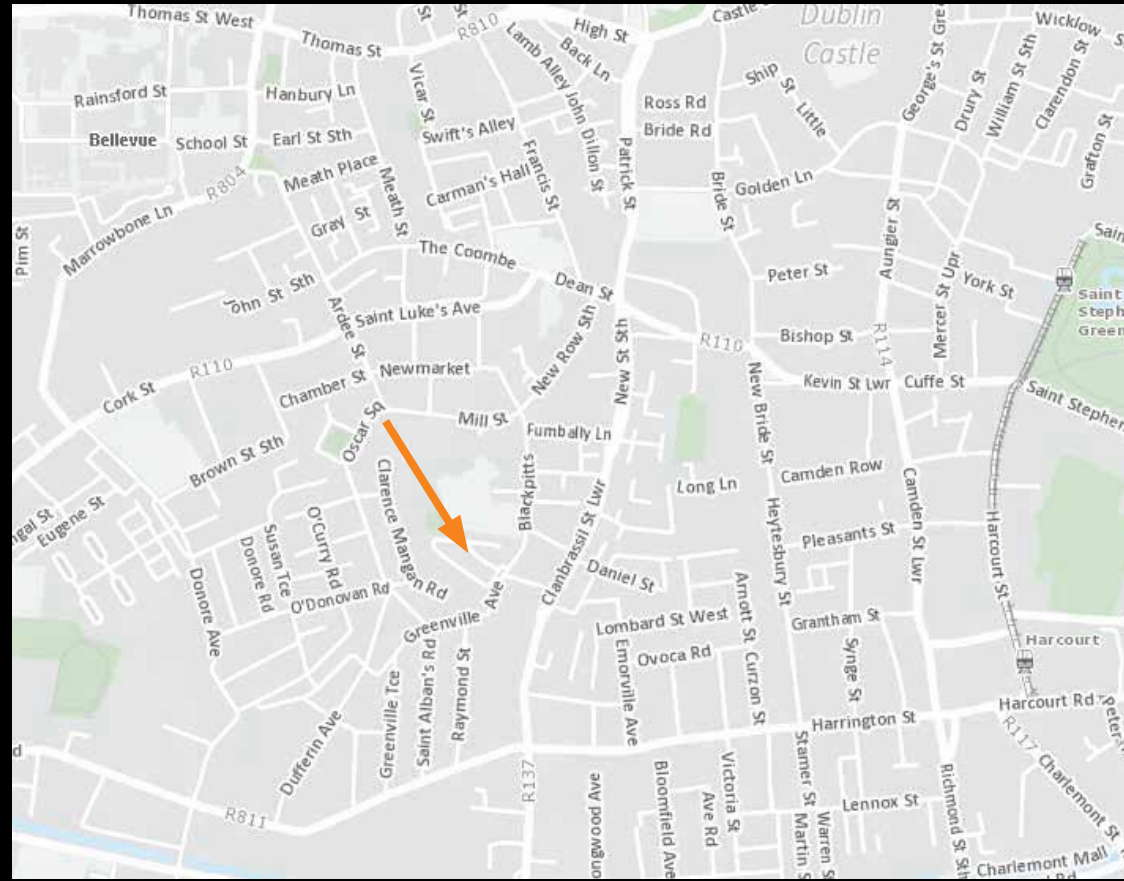 Thomas St West
Thomas St
St
St
R810
High St
Castle
Dublin
Castle
Wicklow S
Lamb Alley
Back Ln
John Dillon St
Vicar St
Rainsford St
Hanbury Ln
Bellevue
School St
Earl St Sth
Swift's Alley
Francis St
Patrick St
Ross Rd
Bride Rd
Ship St Little
George's St Gre
Drury St
William St Sth
Clarendon St
Grafton St
R804
Meath Place
Meath St
Carman's Hall
Bride St
Golden Ln
Marrowbone Ln
Pim St
Gray St
The Coombe
Dean St
Peter St
Aungier St
Mercer St Upr
York St
Sain
Saint
Steph
Green
John St Sth
Ardee St
Saint Luke's Ave
New Row Sth
New St Sth
R110
Bishop St
R114
R110
Cork St
Chamber St
Newmarket
New Bride St
Kevin St Lwr
Cuffe St
Saint Stephen
Oscar Sq
Mill St
Fumbally Ln
Brown St Sth
Clarence Mangan Rd
Blackpitts
Long Ln
Camden Row
Camden St Lwr
gal St
Eugene St
O'Curry Rd
Susan Tce
Donore Rd
Donore Ave
O'Donovan Rd
Clanbrassil St Lwr
Daniel St
Heytesbury St
Pleasants St
Harcourt St
Greenville Ave
Lombard St West
Arnott St
Grantham St
Emorville Ave
Ovoca Rd
Curzon St
Synge St
Harcourt
Greenville Tce
Saint Alban's Rd
Raymond St
Dufferin Ave
Harrington St
Harcourt Rd
Peter
d
R811
R137
ongwood Ave
Bloomfield Ave
Ave Rd
Victoria St
Stamer St
Martin S
Warren S
Lennox St
Richmond St Sth
R117
Charlemont St
Charlemont Mall
Rd